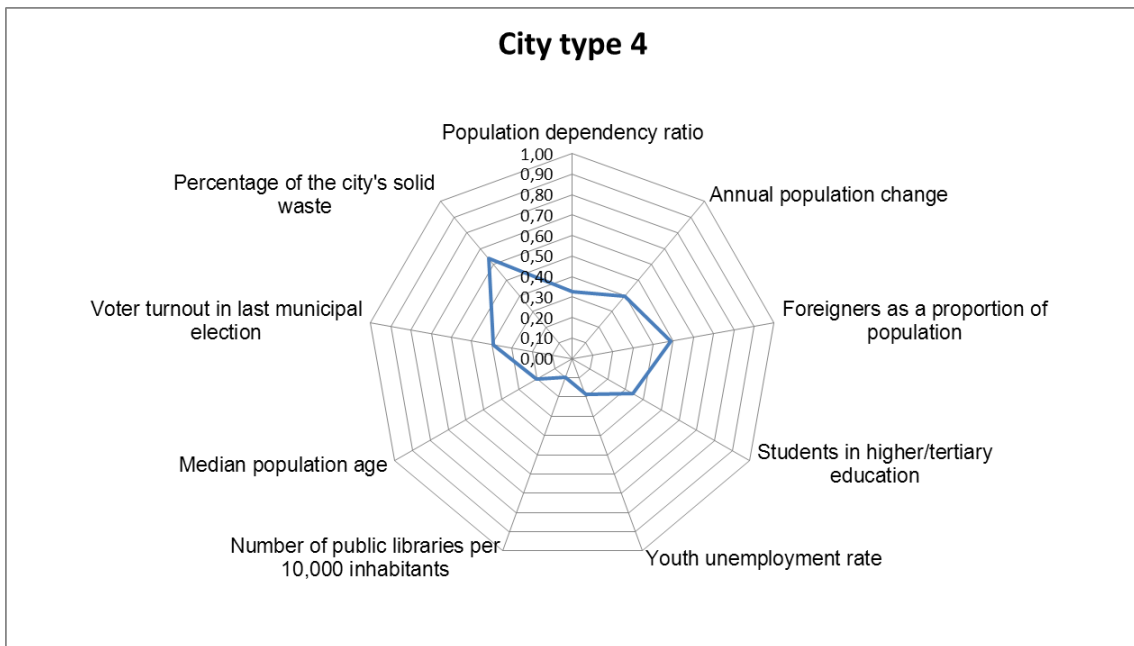 City type 4
Population dependency ratio
1,00
0,90
0,80
0,70
0,60
0,50
0,40
0,30
0,20
0,10
0,00
Annual population change
Foreigners as a proportion of
population
Students in higher/tertiary
education
Youth unemployment rate
Number of public libraries per
10,000 inhabitants
Median population age
Voter turnout in last municipal
election
Percentage of the city's solid
waste